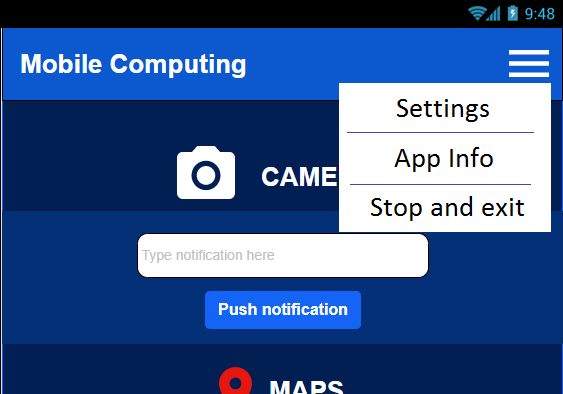 9:48
Mobile Computing
Settings
App Info
CAME
Stop and exit
Type notification here
Push notification
MAPS